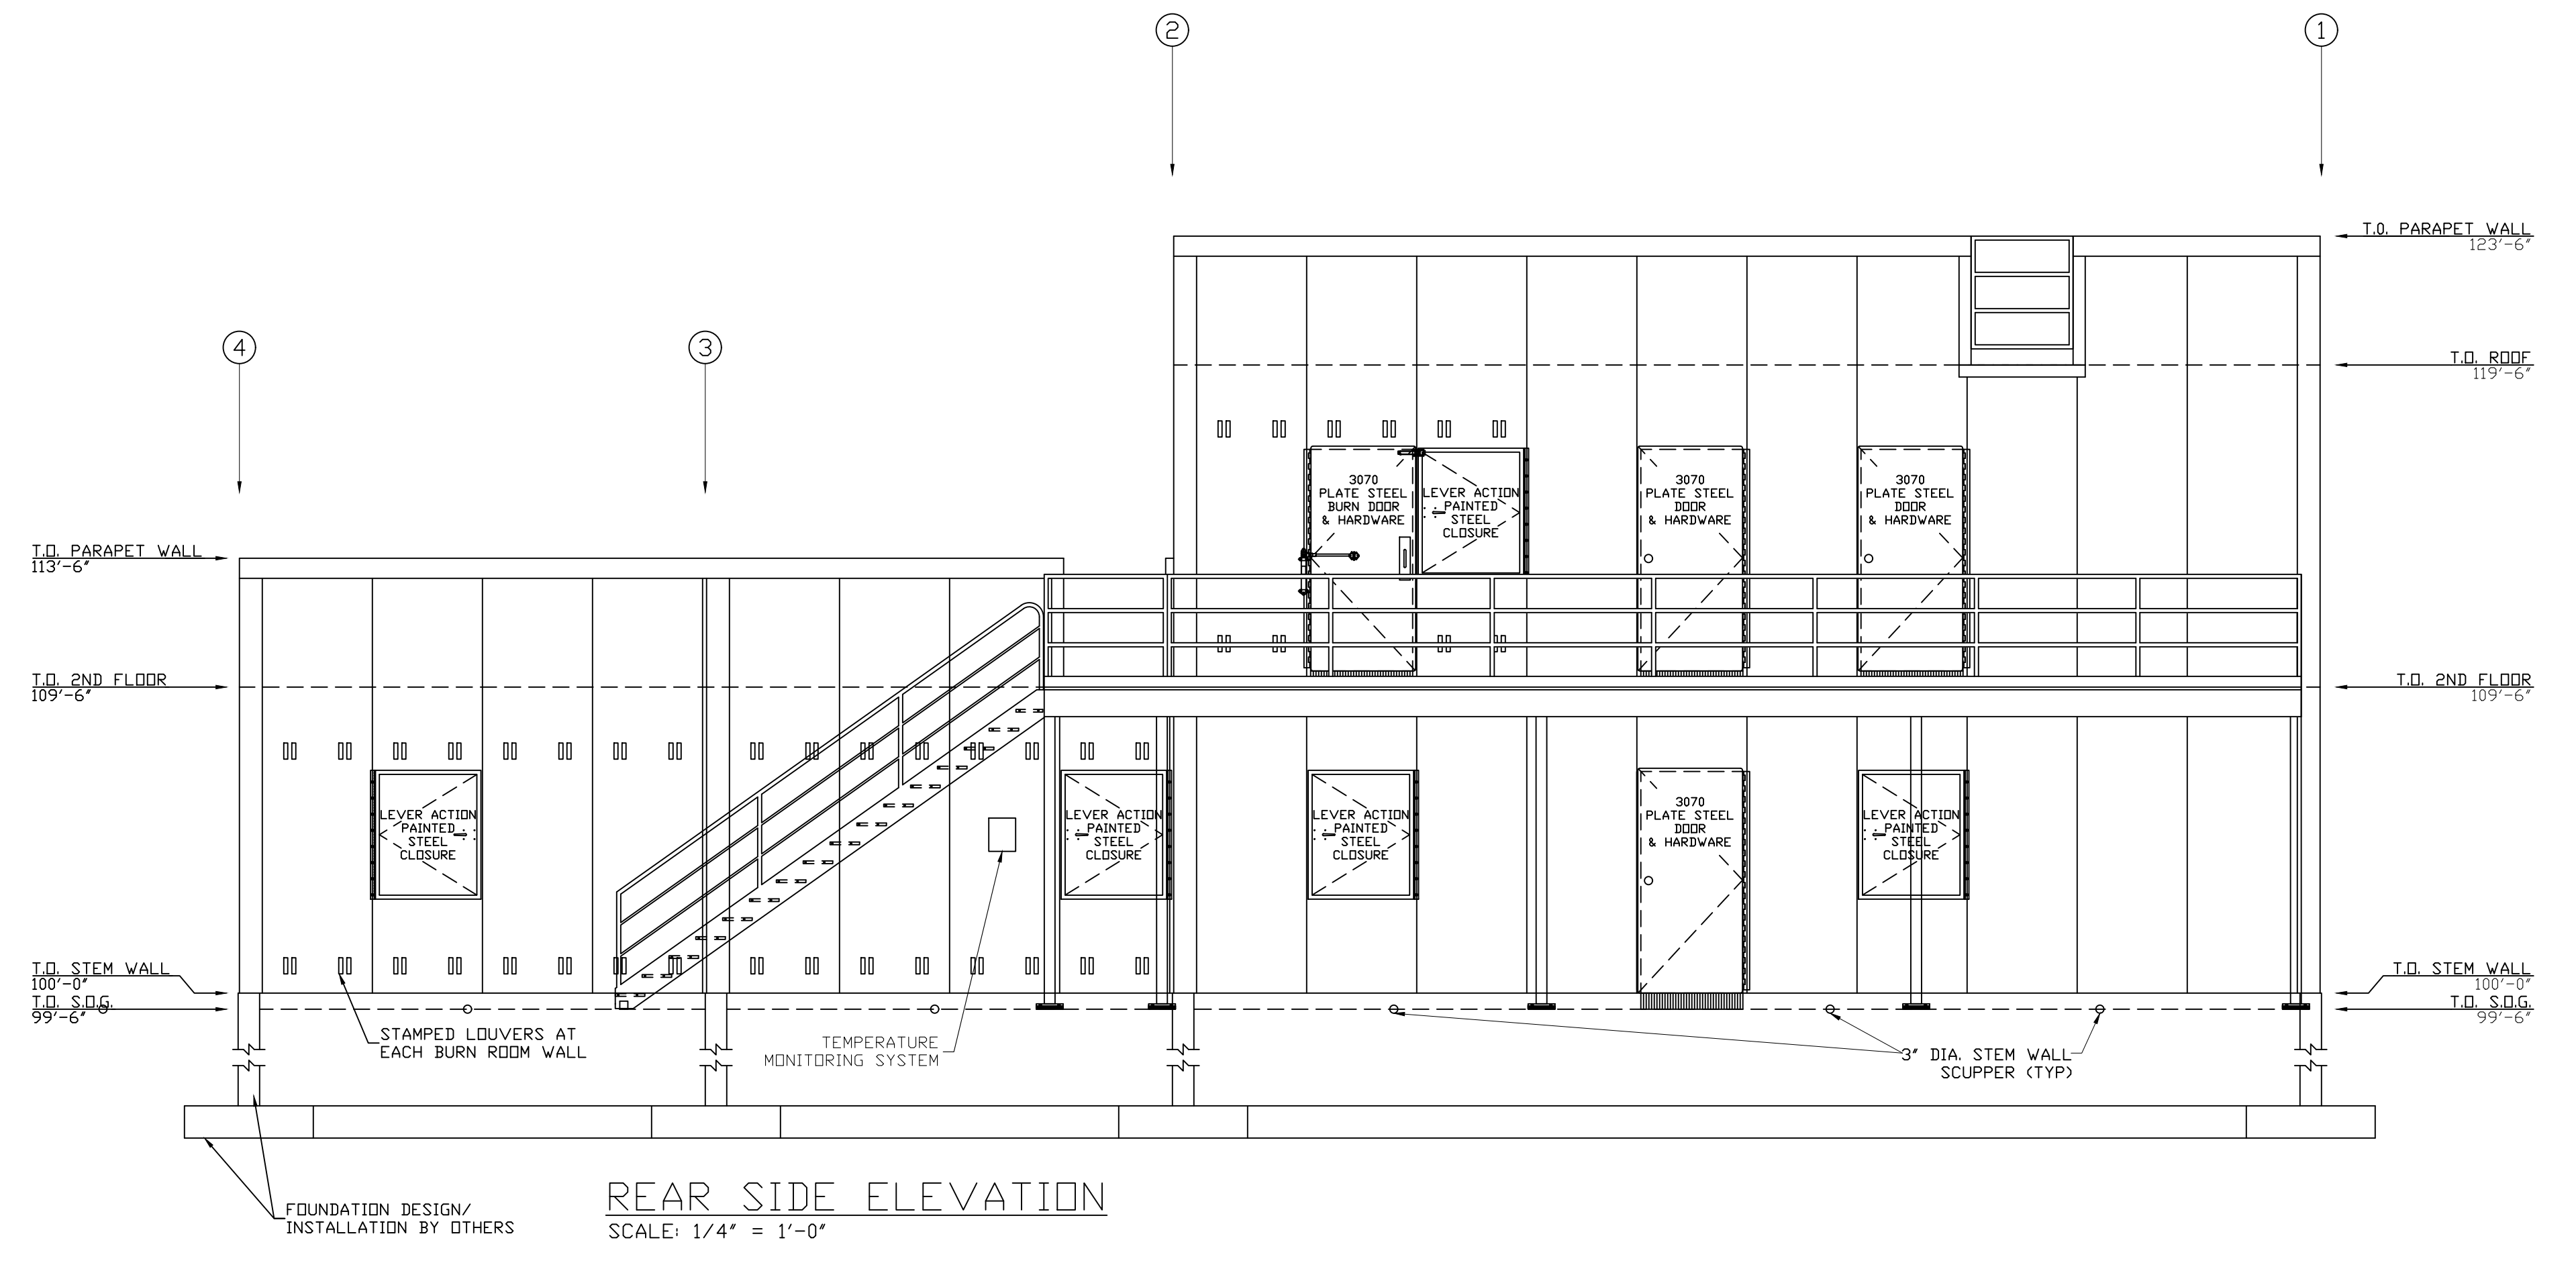 2
1
T.O. PARAPET WALL
123'-6"
4
3
T.O. ROOF
119'-6"
3070
PLATE STEEL
BURN DOOR
& HARDWARE
LEVER ACTION
PAINTED
STEEL
CLOSURE
3070
PLATE STEEL
DOOR
& HARDWARE
3070
PLATE STEEL
DOOR
& HARDWARE
T.O. PARAPET WALL
113'-6"
T.O. 2ND FLOOR
109'-6"
T.O. 2ND FLOOR
109'-6"
LEVER ACTION
PAINTED
STEEL
CLOSURE
LEVER ACTION
PAINTED
STEEL
CLOSURE
LEVER ACTION
PAINTED
STEEL
CLOSURE
3070
PLATE STEEL
DOOR
& HARDWARE
LEVER ACTION
PAINTED
STEEL
CLOSURE
T.O. STEM WALL
100'-0"
T.O. S.O.G.
99'-6"
T.O. STEM WALL
100'-0"
T.O. S.O.G.
99'-6"
STAMPED LOUVERS AT
EACH BURN ROOM WALL
TEMPERATURE
MONITORING SYSTEM
3" DIA. STEM WALL
SCUPPER (TYP)
FOUNDATION DESIGN/
INSTALLATION BY OTHERS
REAR SIDE ELEVATION
SCALE: 1/4" = 1'-0"